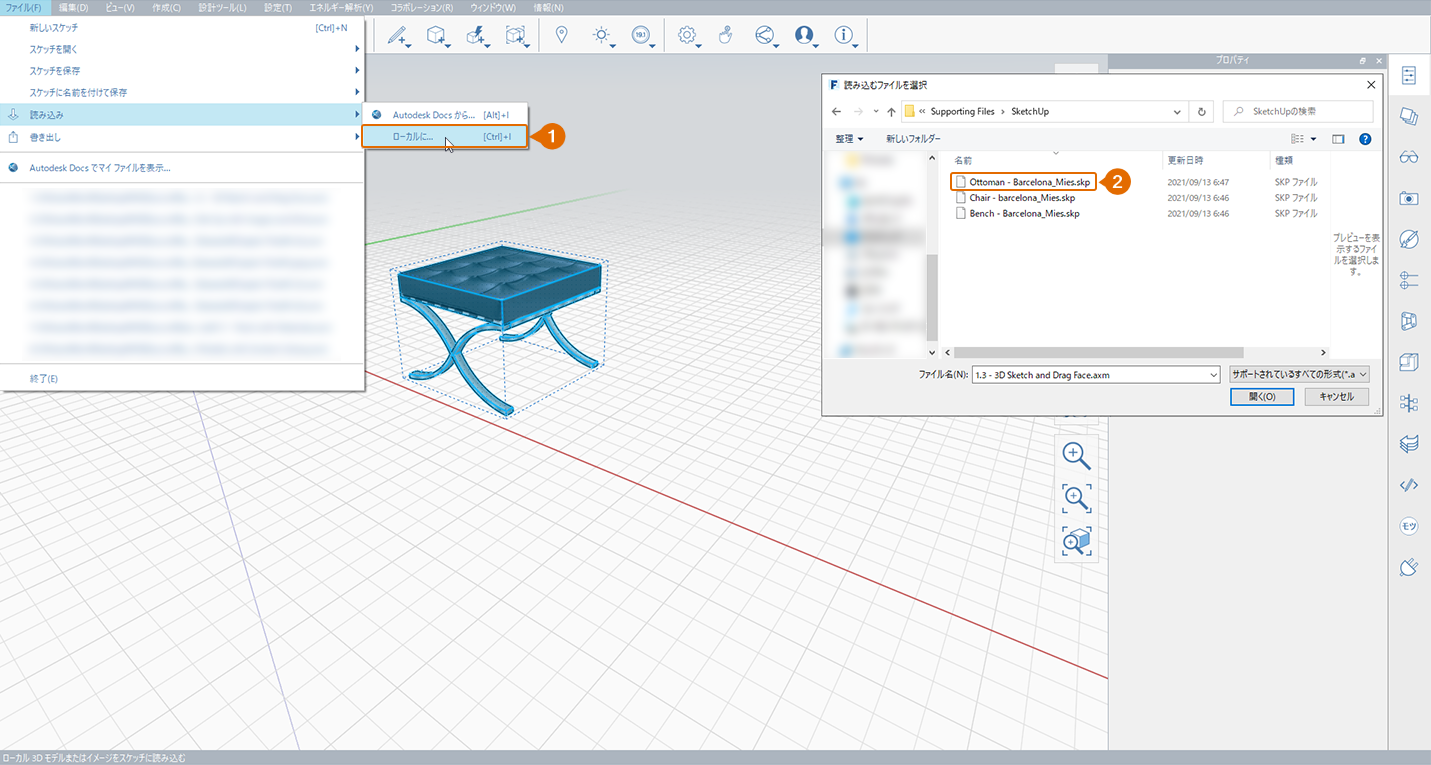 ファイル(F) 編集(D) ビュー(V) 作成(C) 設計ツール(L) 設定(T) エネルギー解析(Y) コラボレーション(R) ウィンドウ(W) 情報(N)
新しいスケッチ [Ctrl]+N
スケッチを開く
スケッチを保存
スケッチに名前を付けて保存
読み込み
書き出し
Autodesk Docs でマイ ファイルを表示...
終了(E)
Autodesk Docs から... [Alt]+I
ローカルに... [Ctrl]+I
1
19.1
プロパティ
F 読み込むファイルを選択
« Supporting Files › SketchUp
SketchUpの検索
整理 新しいフォルダー
名前 更新日時 種類
Ottoman - Barcelona_Mies.skp 2021/09/13 6:47 SKP ファイル
2
Chair - barcelona_Mies.skp 2021/09/13 6:46 SKP ファイル
Bench - Barcelona_Mies.skp 2021/09/13 6:46 SKP ファイル
プレビューを表
示するファイ
ルを選択しま
す。
ファイル名(N): 1.3 - 3D Sketch and Drag Face.axm サポートされているすべての形式(*.a
開く(O) キャンセル
モツ
ローカル 3D モデルまたはイメージをスケッチに読み込む